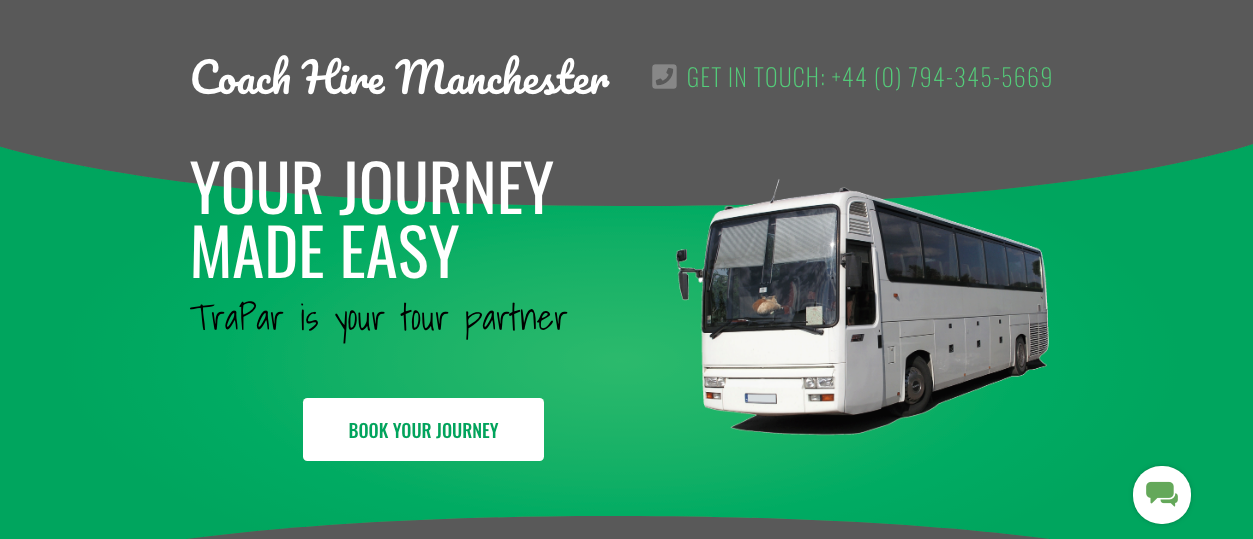 Coach Hire Manchester
GET IN TOUCH: +44 (0) 794-345-5669
YOUR JOURNEY
MADE EASY
TraPar is your tour partner
BOOK YOUR JOURNEY